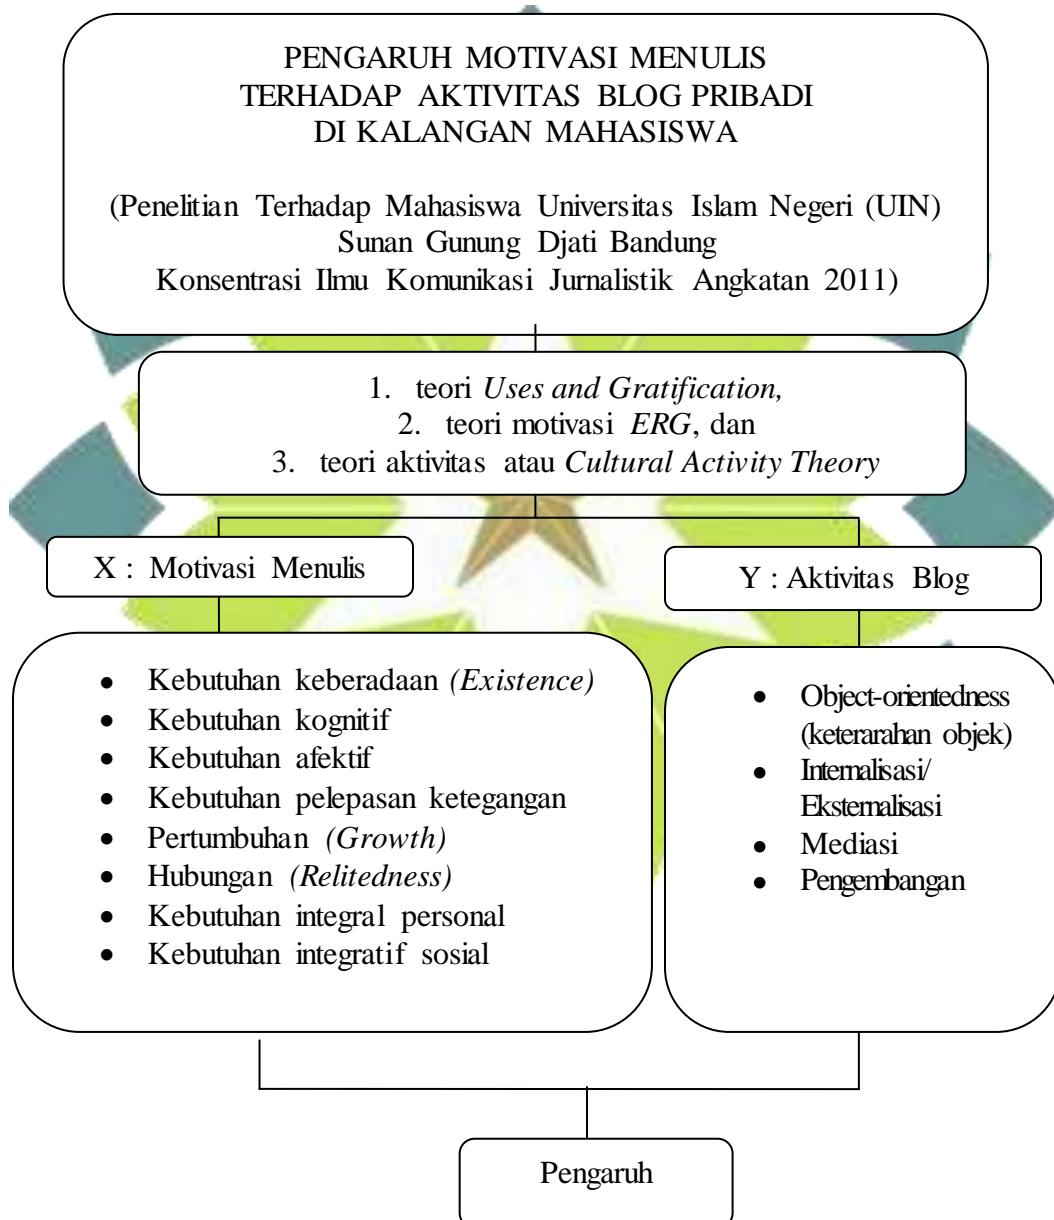 PENGARUH MOTIVASI MENULIS
TERHADAP AKTIVITAS BLOG PRIBADI
DI KALANGAN MAHASISWA
(Penelitian Terhadap Mahasiswa Universitas Islam Negeri (UIN)
Sunan Gunung Djati Bandung
Konsentrasi Ilmu Komunikasi Jurnalistik Angkatan 2011)
1. teori Uses and Gratification,
2. teori motivasi ERG, dan
3. teori aktivitas atau Cultural Activity Theory
X : Motivasi Menulis
Y : Aktivitas Blog
• Kebutuhan keberadaan (Existence)
• Kebutuhan kognitif
• Kebutuhan afektif
• Kebutuhan pelepasan ketegangan
• Pertumbuhan (Growth)
• Hubungan (Relitedness)
• Kebutuhan integral personal
• Kebutuhan integratif sosial
• Object-orientedness
(keterarahan objek)
• Internalisasi/
Eksternalisasi
• Mediasi
• Pengembangan
Pengaruh